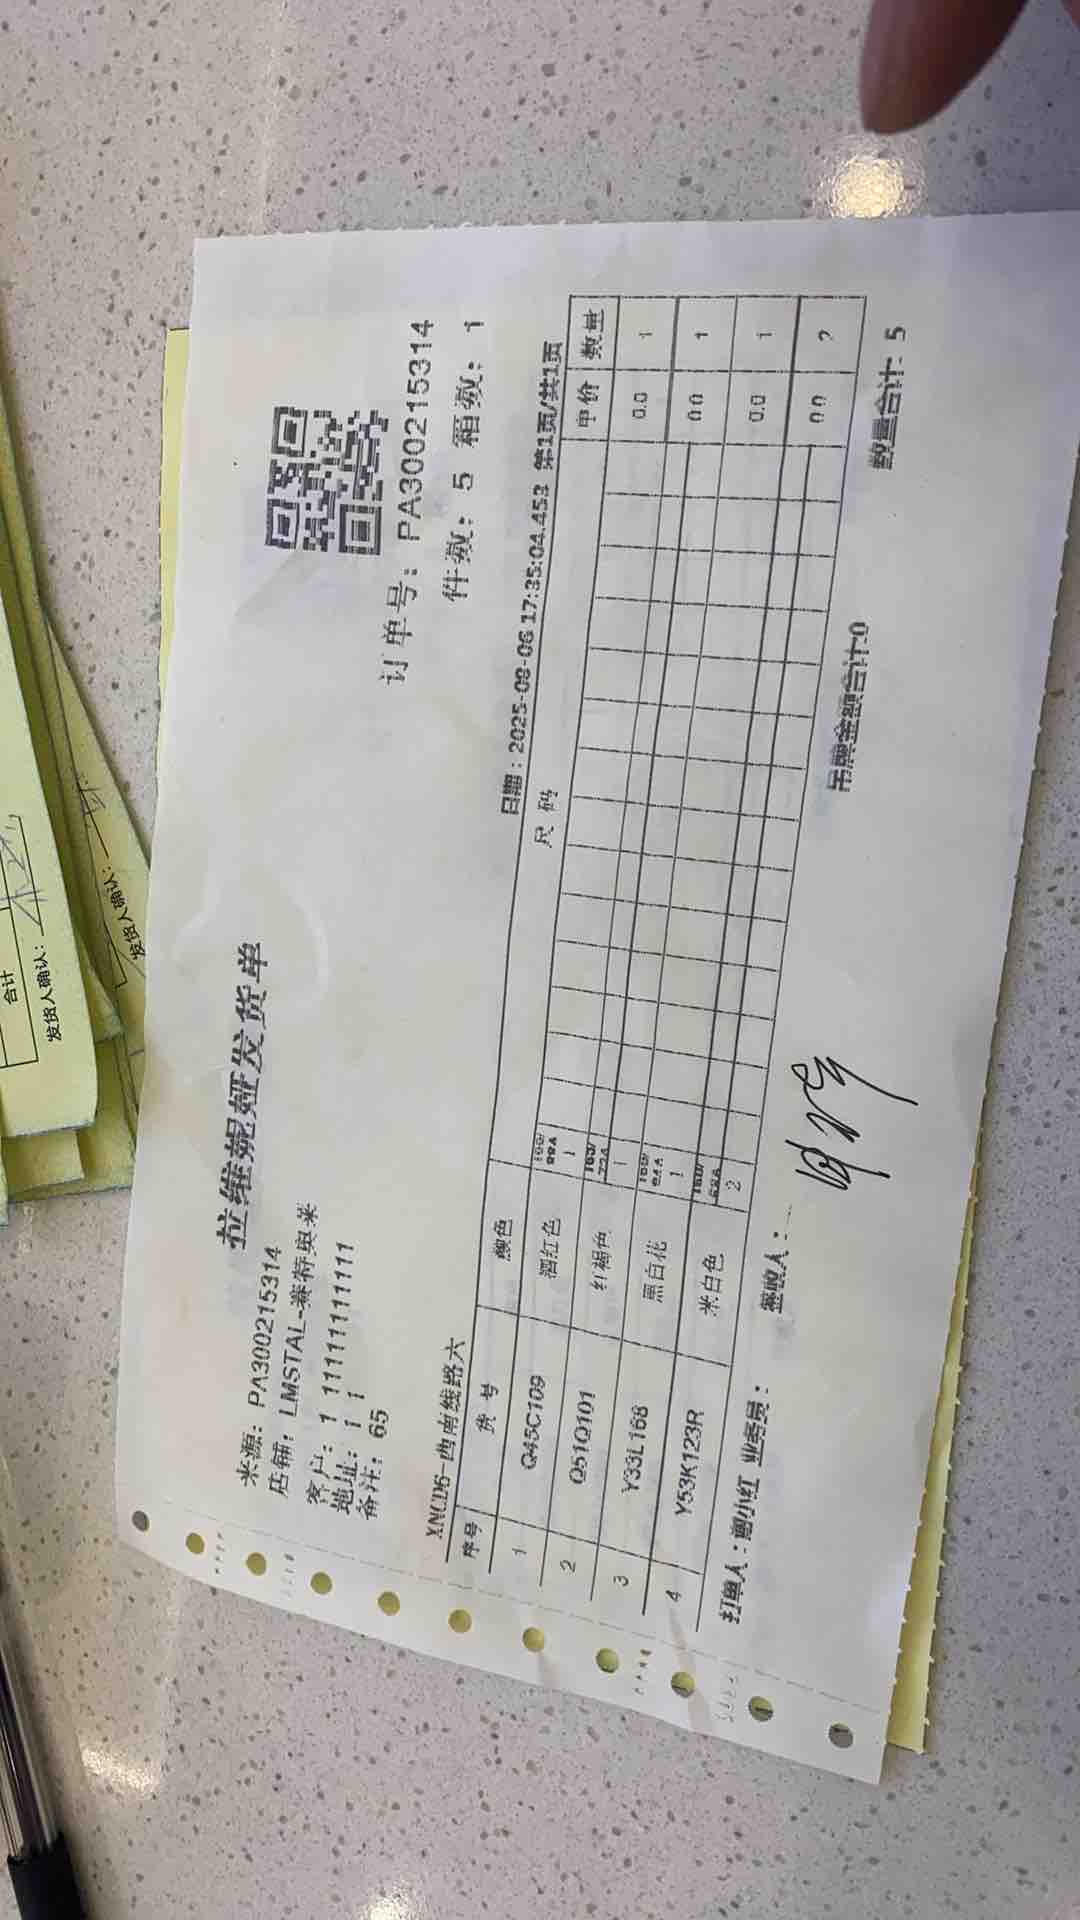 拉维妮娅发货单
来源：PA300215314
店铺：LMSTAL-赛特奥莱
客户：1 11111111111
地址：1 1
备注：65
订单号：PA300215314
件数：5 箱数：1
XNCD6-西南线路六
日期：2025-08-06 17:35:04.453 第1页/共1页
序号 货号 颜色 尺码 单价 数量
1 Q45C109 酒红色 1 0.0 1
2 Q51Q101 红褐色 1 0.0 1
3 Y33L168 黑白花 1 0.0 1
4 Y53K123R 米白色 2 0.0 2
打单人：小红 业务员：
签收人：
吊牌金额合计:0
数量合计:5
合计
发货人确认：
发货人确认：